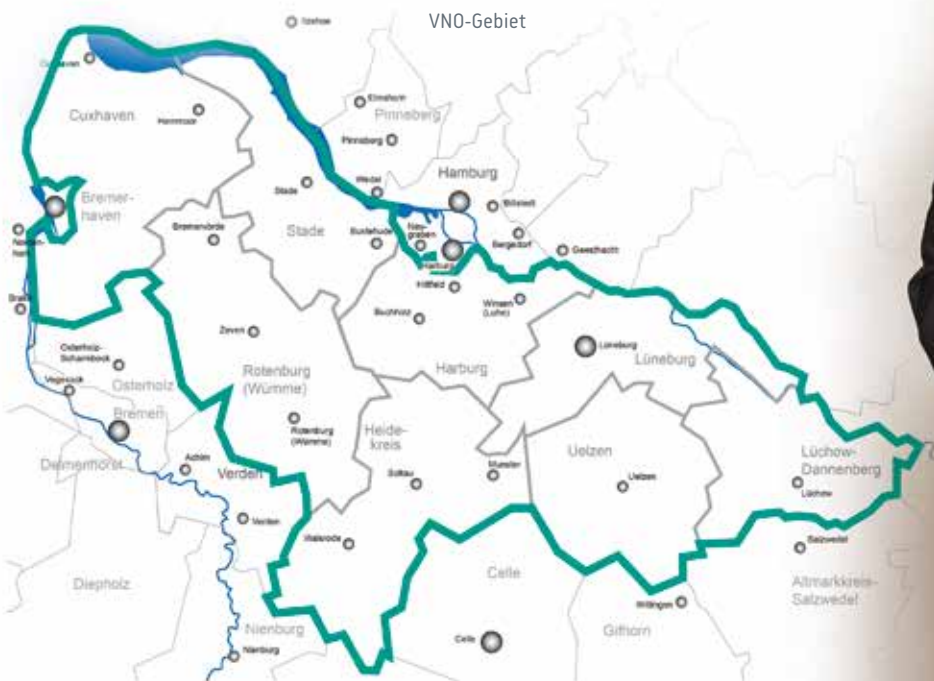 VNO-Gebiet
Itzehoe
Cuxhaven
Elmshorn
Cuxhaven
Hemmoor
Pinneberg
Pinneberg
Hamburg
Wedel
Stade
Billstedt
Bremer-
haven
Stade
Bremervörde
Buxtehude
Neu-
graben
Bergedorf
Geesthacht
Norden-
ham
Harburg
Hittfeld
Winsen
(Luhe)
Brake
Buchholz
Zeven
Lüneburg
Lüneburg
Osterholz-
Scharmbeck
Osterholz
Harburg
Rotenburg
(Wümme)
Vegesack
Bremen
Rotenburg
(Wümme)
Heide-
kreis
Uelzen
Lüchow-
Dannenberg
Delmenhorst
Achim
Verden
Soltau
Munster
Uelzen
Lüchow
Verden
Walsrode
Salzwedel
Diepholz
Celle
Altmarkkreis-
Salzwedel
Wittingen
Nienburg
Gifhorn
Celle
Nienburg